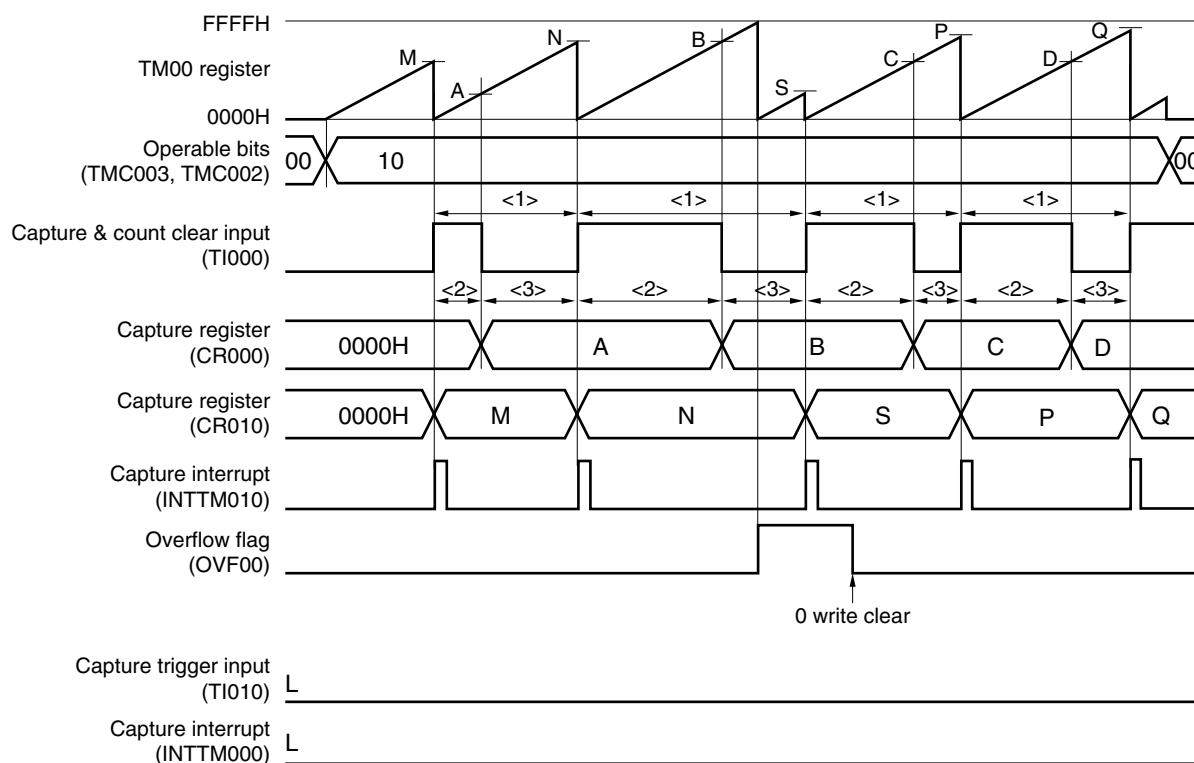 FFFFH
TM00 register
0000H
M
A
N
B
S
C
P
D
Q
Operable bits
(TMC003, TMC002)
00
10
00
<1>
<1>
<1>
<1>
Capture & count clear input
(TI000)
<2>
<3>
<2>
<3>
<2>
<3>
<2>
<3>
Capture register
(CR000)
0000H
A
B
C
D
Capture register
(CR010)
0000H
M
N
S
P
Q
Capture interrupt
(INTTM010)
Overflow flag
(OVF00)
0 write clear
Capture trigger input
(TI010)
L
Capture interrupt
(INTTM000)
L